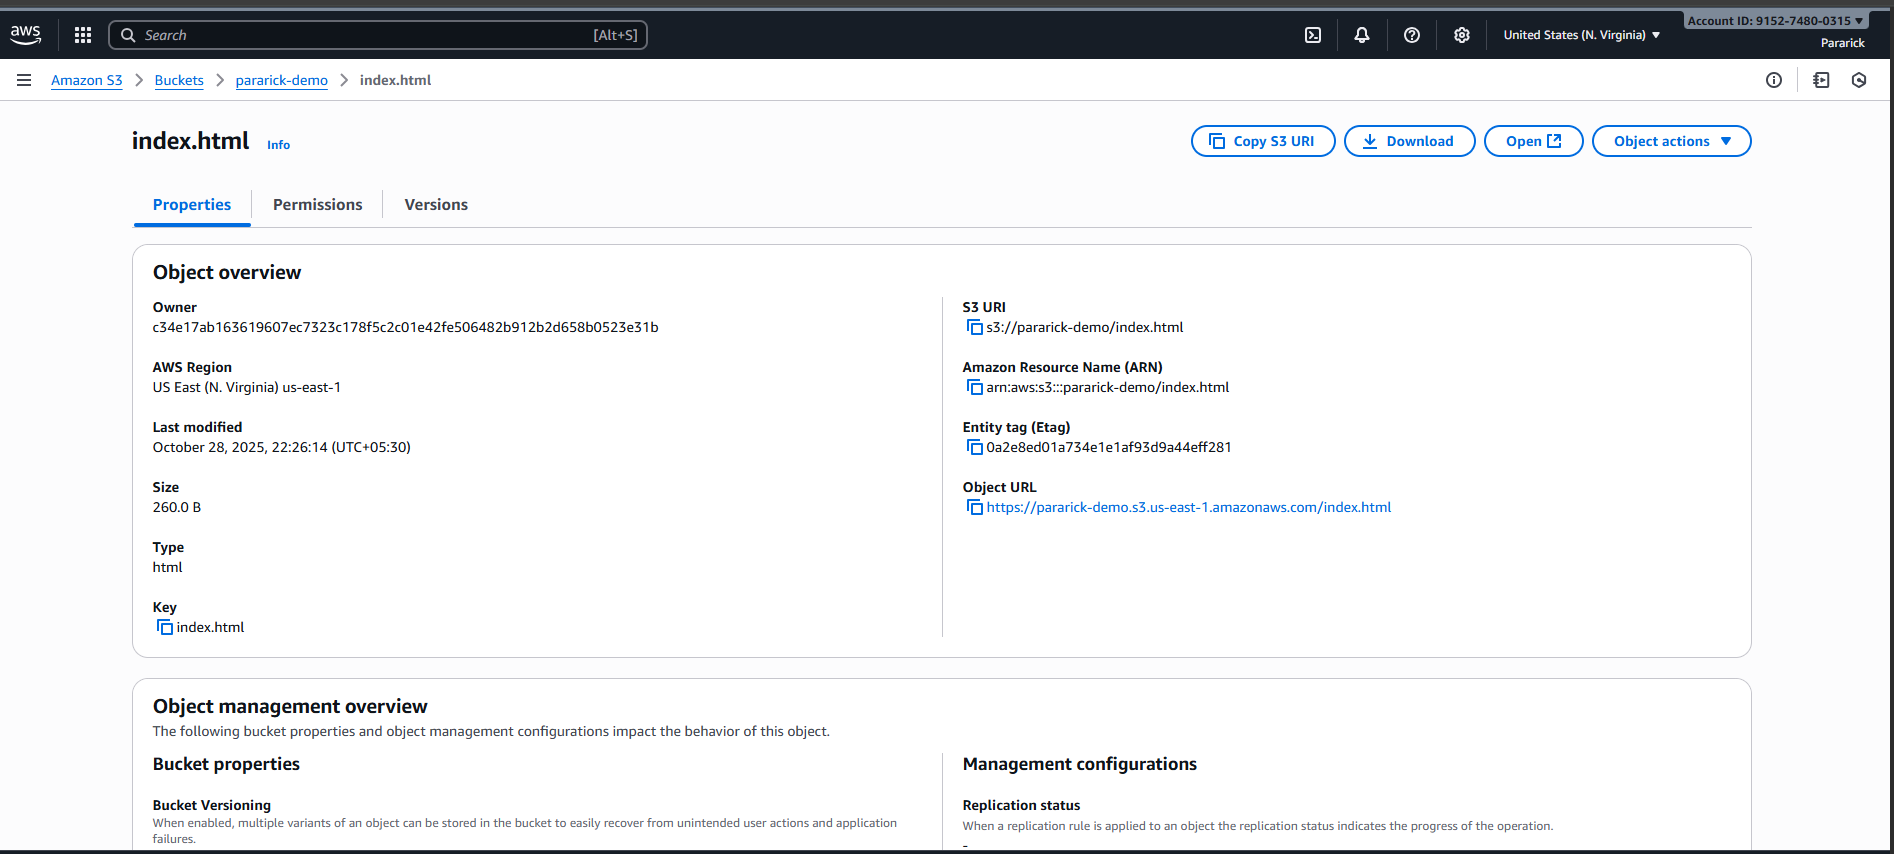 aws
Search
[Alt+S]
United States (N. Virginia)
Account ID: 9152-7480-0315
Pararick
Amazon S3
Buckets
pararick-demo
index.html
index.html
Info
Copy S3 URI
Download
Open
Object actions
Properties
Permissions
Versions
Object overview
Owner
c34e17ab163619607ec7323c178f5c2c01e42fe506482b912b2d658b0523e31b
AWS Region
US East (N. Virginia) us-east-1
Last modified
October 28, 2025, 22:26:14 (UTC+05:30)
Size
260.0 B
Type
html
Key
index.html
S3 URI
s3://pararick-demo/index.html
Amazon Resource Name (ARN)
arn:aws:s3:::pararick-demo/index.html
Entity tag (Etag)
0a2e8ed01a734e1e1af93d9a44eff281
Object URL
https://pararick-demo.s3.us-east-1.amazonaws.com/index.html
Object management overview
The following bucket properties and object management configurations impact the behavior of this object.
Bucket properties
Bucket Versioning
When enabled, multiple variants of an object can be stored in the bucket to easily recover from unintended user actions and application
failures.
Management configurations
Replication status
When a replication rule is applied to an object the replication status indicates the progress of the operation.
-